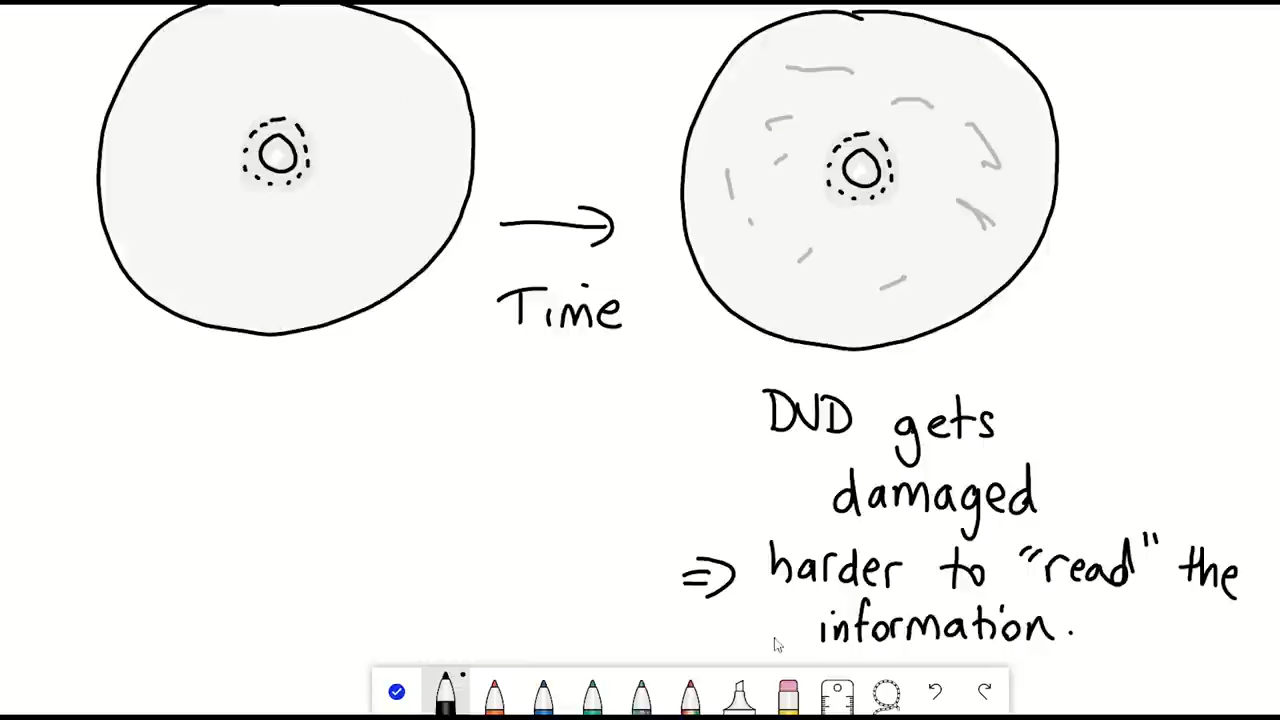 Time
DVD gets
damaged
⇒ harder to "read" the
information.